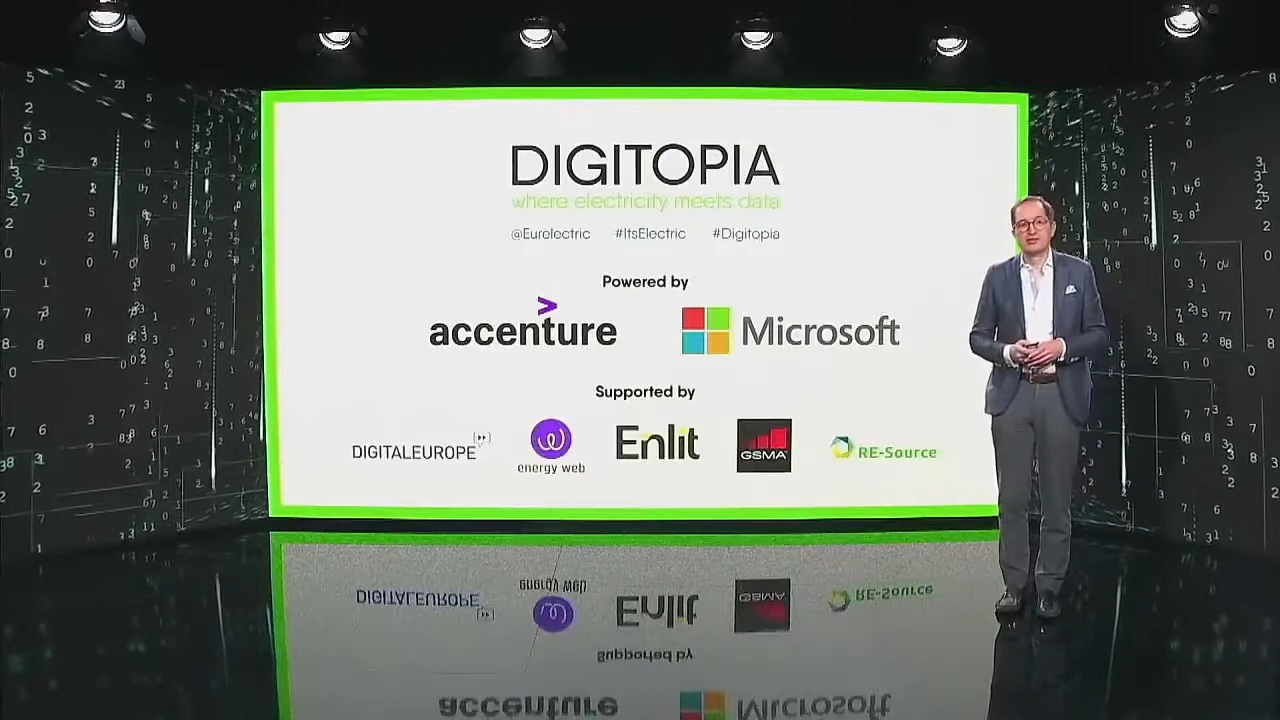 DIGITOPIA
where electricity meets data
@Eurelectric #ItsElectric #Digitopia
Powered by
accenture Microsoft
Supported by
DIGITALEUROPE energy web Enlit GSMA RE-Source